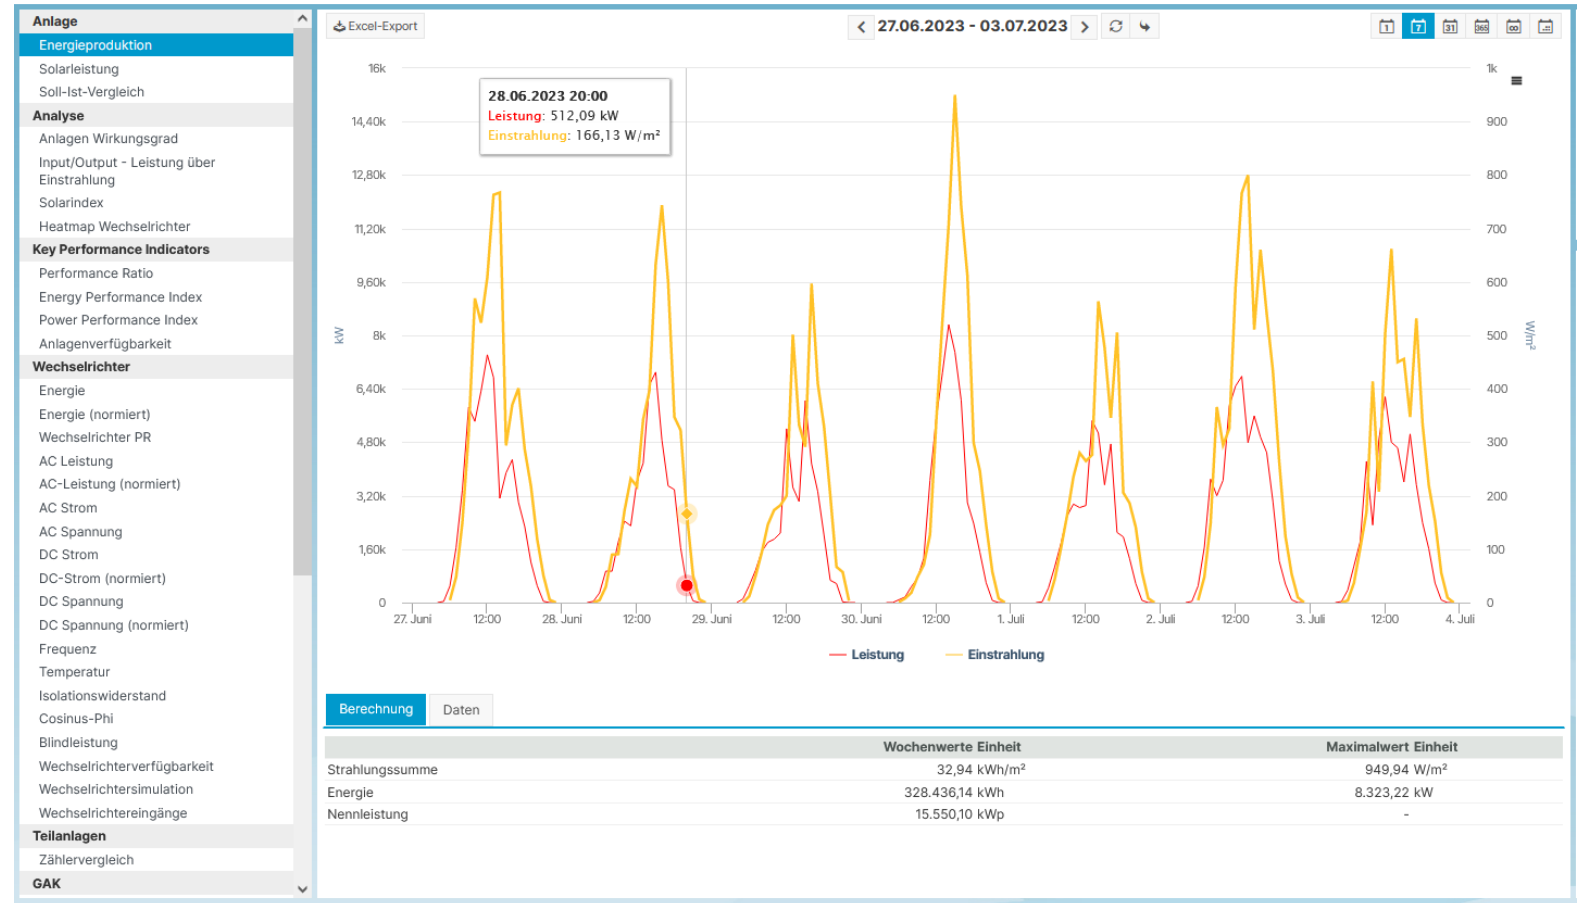 Anlage
Energieproduktion
Solarleistung
Soll-Ist-Vergleich
Analyse
Anlagen Wirkungsgrad
Input/Output - Leistung über
Einstrahlung
Solarindex
Heatmap Wechselrichter
Key Performance Indicators
Performance Ratio
Energy Performance Index
Power Performance Index
Anlagenverfügbarkeit
Wechselrichter
Energie
Energie (normiert)
Wechselrichter PR
AC Leistung
AC-Leistung (normiert)
AC Strom
AC Spannung
DC Strom
DC-Strom (normiert)
DC Spannung
DC Spannung (normiert)
Frequenz
Temperatur
Isolationswiderstand
Cosinus-Phi
Blindleistung
Wechselrichterverfügbarkeit
Wechselrichtersimulation
Wechselrichtereingänge
Teilanlagen
Zählervergleich
GAK
Excel-Export
27.06.2023 - 03.07.2023
1 7 31 365 ∞
16k
14,40k
12,80k
11,20k
9,60k
8k
6,40k
4,80k
3,20k
1,60k
0
kW
28.06.2023 20:00
Leistung: 512,09 kW
Einstrahlung: 166,13 W/m²
1k
900
800
700
600
500
400
300
200
100
0
W/m²
27. Juni 12:00 28. Juni 12:00 29. Juni 12:00 30. Juni 12:00 1. Juli 12:00 2. Juli 12:00 3. Juli 12:00 4. Juli
Leistung Einstrahlung
Berechnung Daten
Wochenwerte Einheit Maximalwert Einheit
Strahlungssumme 32,94 kWh/m² 949,94 W/m²
Energie 328.436,14 kWh 8.323,22 kW
Nennleistung 15.550,10 kWp -